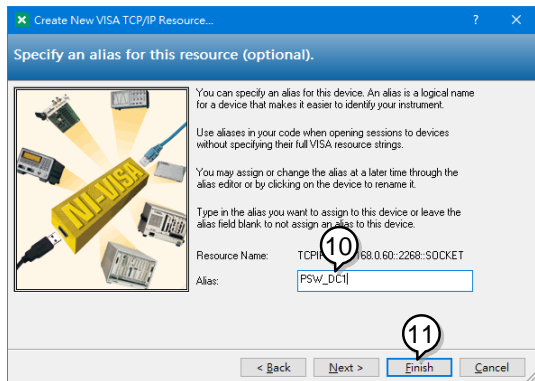 Create New VISA TCP/IP Resource...
Specify an alias for this resource (optional).
You can specify an alias for this device. An alias is a logical name
for a device that makes it easier to identify your instrument.
Use aliases in your code when opening sessions to devices
without specifying their full VISA resource strings.
You may assign or change the alias at a later time through the
alias editor or by clicking on the device to rename it.
Type in the alias you want to assign to this device or leave the
alias field blank to not assign an alias to this device.
NI-VISA
10
Resource Name: TCPIP 68.0.60::2268::SOCKET
Alias: PSW_DC1
11
< Back Next > Finish Cancel